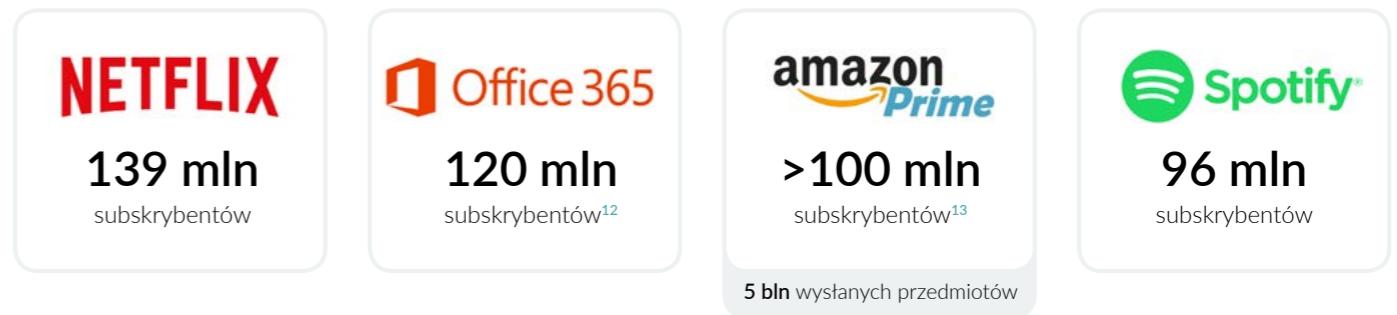 NETFLIX
139 mln
subskrybentów
Office 365
120 mln
subskrybentów12
amazon
Prime
>100 mln
subskrybentów13
5 bln wysłanych przedmiotów
Spotify®
96 mln
subskrybentów